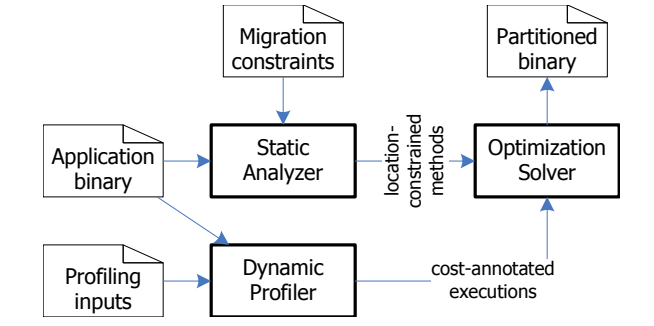 Migration
constraints
Partitioned
binary
Application
binary
Static
Analyzer
location-
constrained
methods
Optimization
Solver
Profiling
inputs
Dynamic
Profiler
cost-annotated
executions